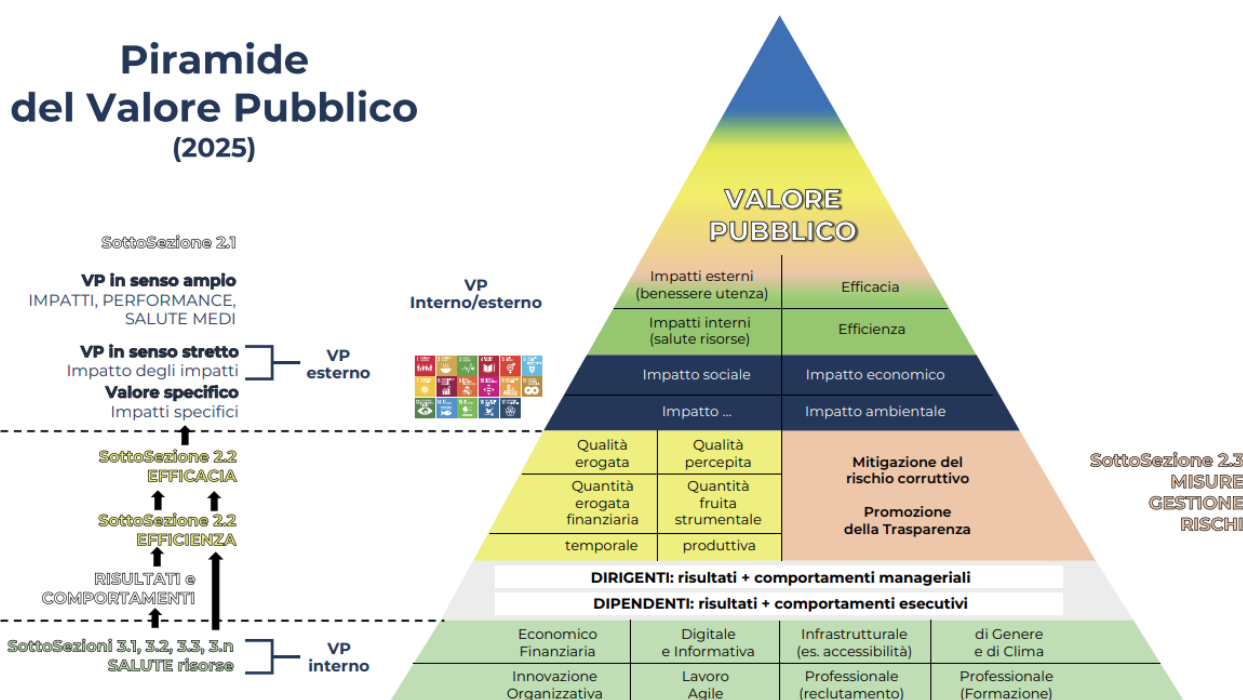 Piramide
del Valore Pubblico
(2025)
SottoSezione 2.1
VP in senso ampio
IMPATTI, PERFORMANCE,
SALUTE MEDI
VP in senso stretto
Impatto degli impatti
Valore specifico
Impatti specifici
VP
esterno
VP
Interno/esterno
SottoSezione 2.2
EFFICACIA
SottoSezione 2.2
EFFICIENZA
RISULTATI e
COMPORTAMENTI
SottoSezioni 3.1, 3.2, 3.3, 3.n
SALUTE risorse
VP
interno
VALORE
PUBBLICO
Impatti esterni
(benessere utenza)
Efficacia
Impatti interni
(salute risorse)
Efficienza
Impatto sociale
Impatto economico
Impatto ...
Impatto ambientale
Qualità
erogata
Qualità
percepita
Quantità
erogata
finanziaria
Quantità
fruita
strumentale
temporale
produttiva
Mitigazione del
rischio corruttivo
Promozione
della Trasparenza
SottoSezione 2.3
MISURE
GESTIONE
RISCHI
DIRIGENTI: risultati + comportamenti manageriali
DIPENDENTI: risultati + comportamenti esecutivi
Economico
Finanziaria
Digitale
e Informativa
Infrastrutturale
(es. accessibilità)
di Genere
e di Clima
Innovazione
Organizzativa
Lavoro
Agile
Professionale
(reclutamento)
Professionale
(Formazione)